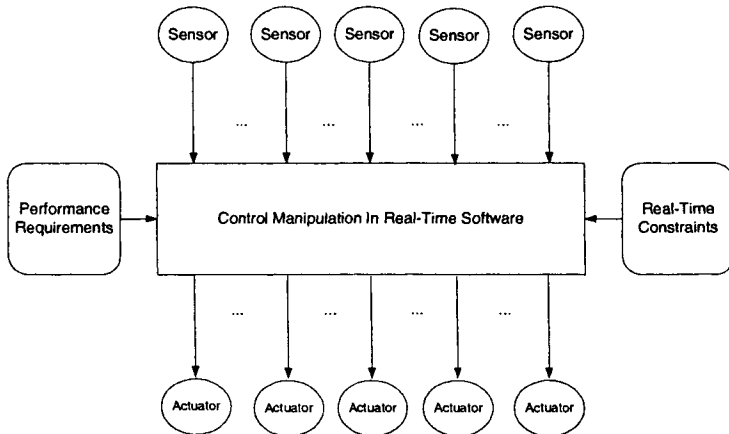 Sensor Sensor Sensor Sensor Sensor
... ... ... ...
Performance
Requirements
Control Manipulation In Real-Time Software
Real-Time
Constraints
... ... ... ...
Actuator Actuator Actuator Actuator Actuator